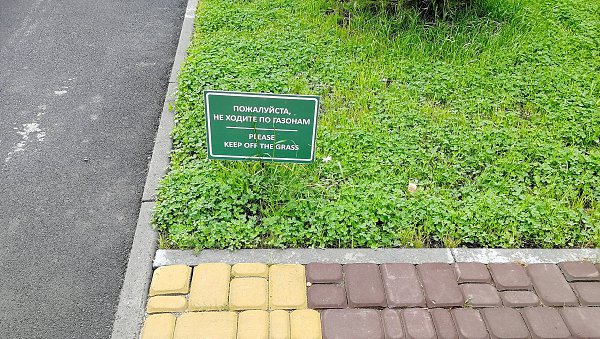 ПОЖАЛУЙСТА,
НЕ ХОДИТЕ ПО ГАЗОНАМ
PLEASE
KEEP OFF THE GRASS